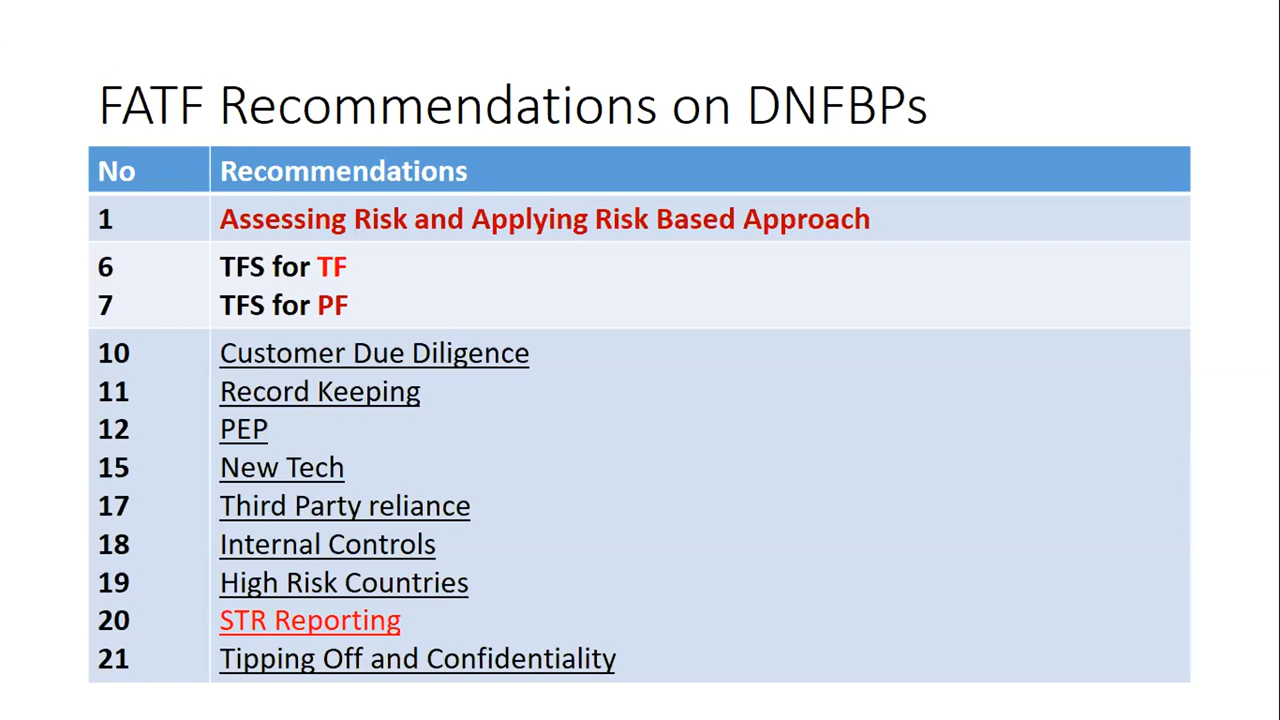 FATF Recommendations on DNFBPs
No Recommendations
1 Assessing Risk and Applying Risk Based Approach
6 TFS for TF
7 TFS for PF
10 Customer Due Diligence
11 Record Keeping
12 PEP
15 New Tech
17 Third Party reliance
18 Internal Controls
19 High Risk Countries
20 STR Reporting
21 Tipping Off and Confidentiality